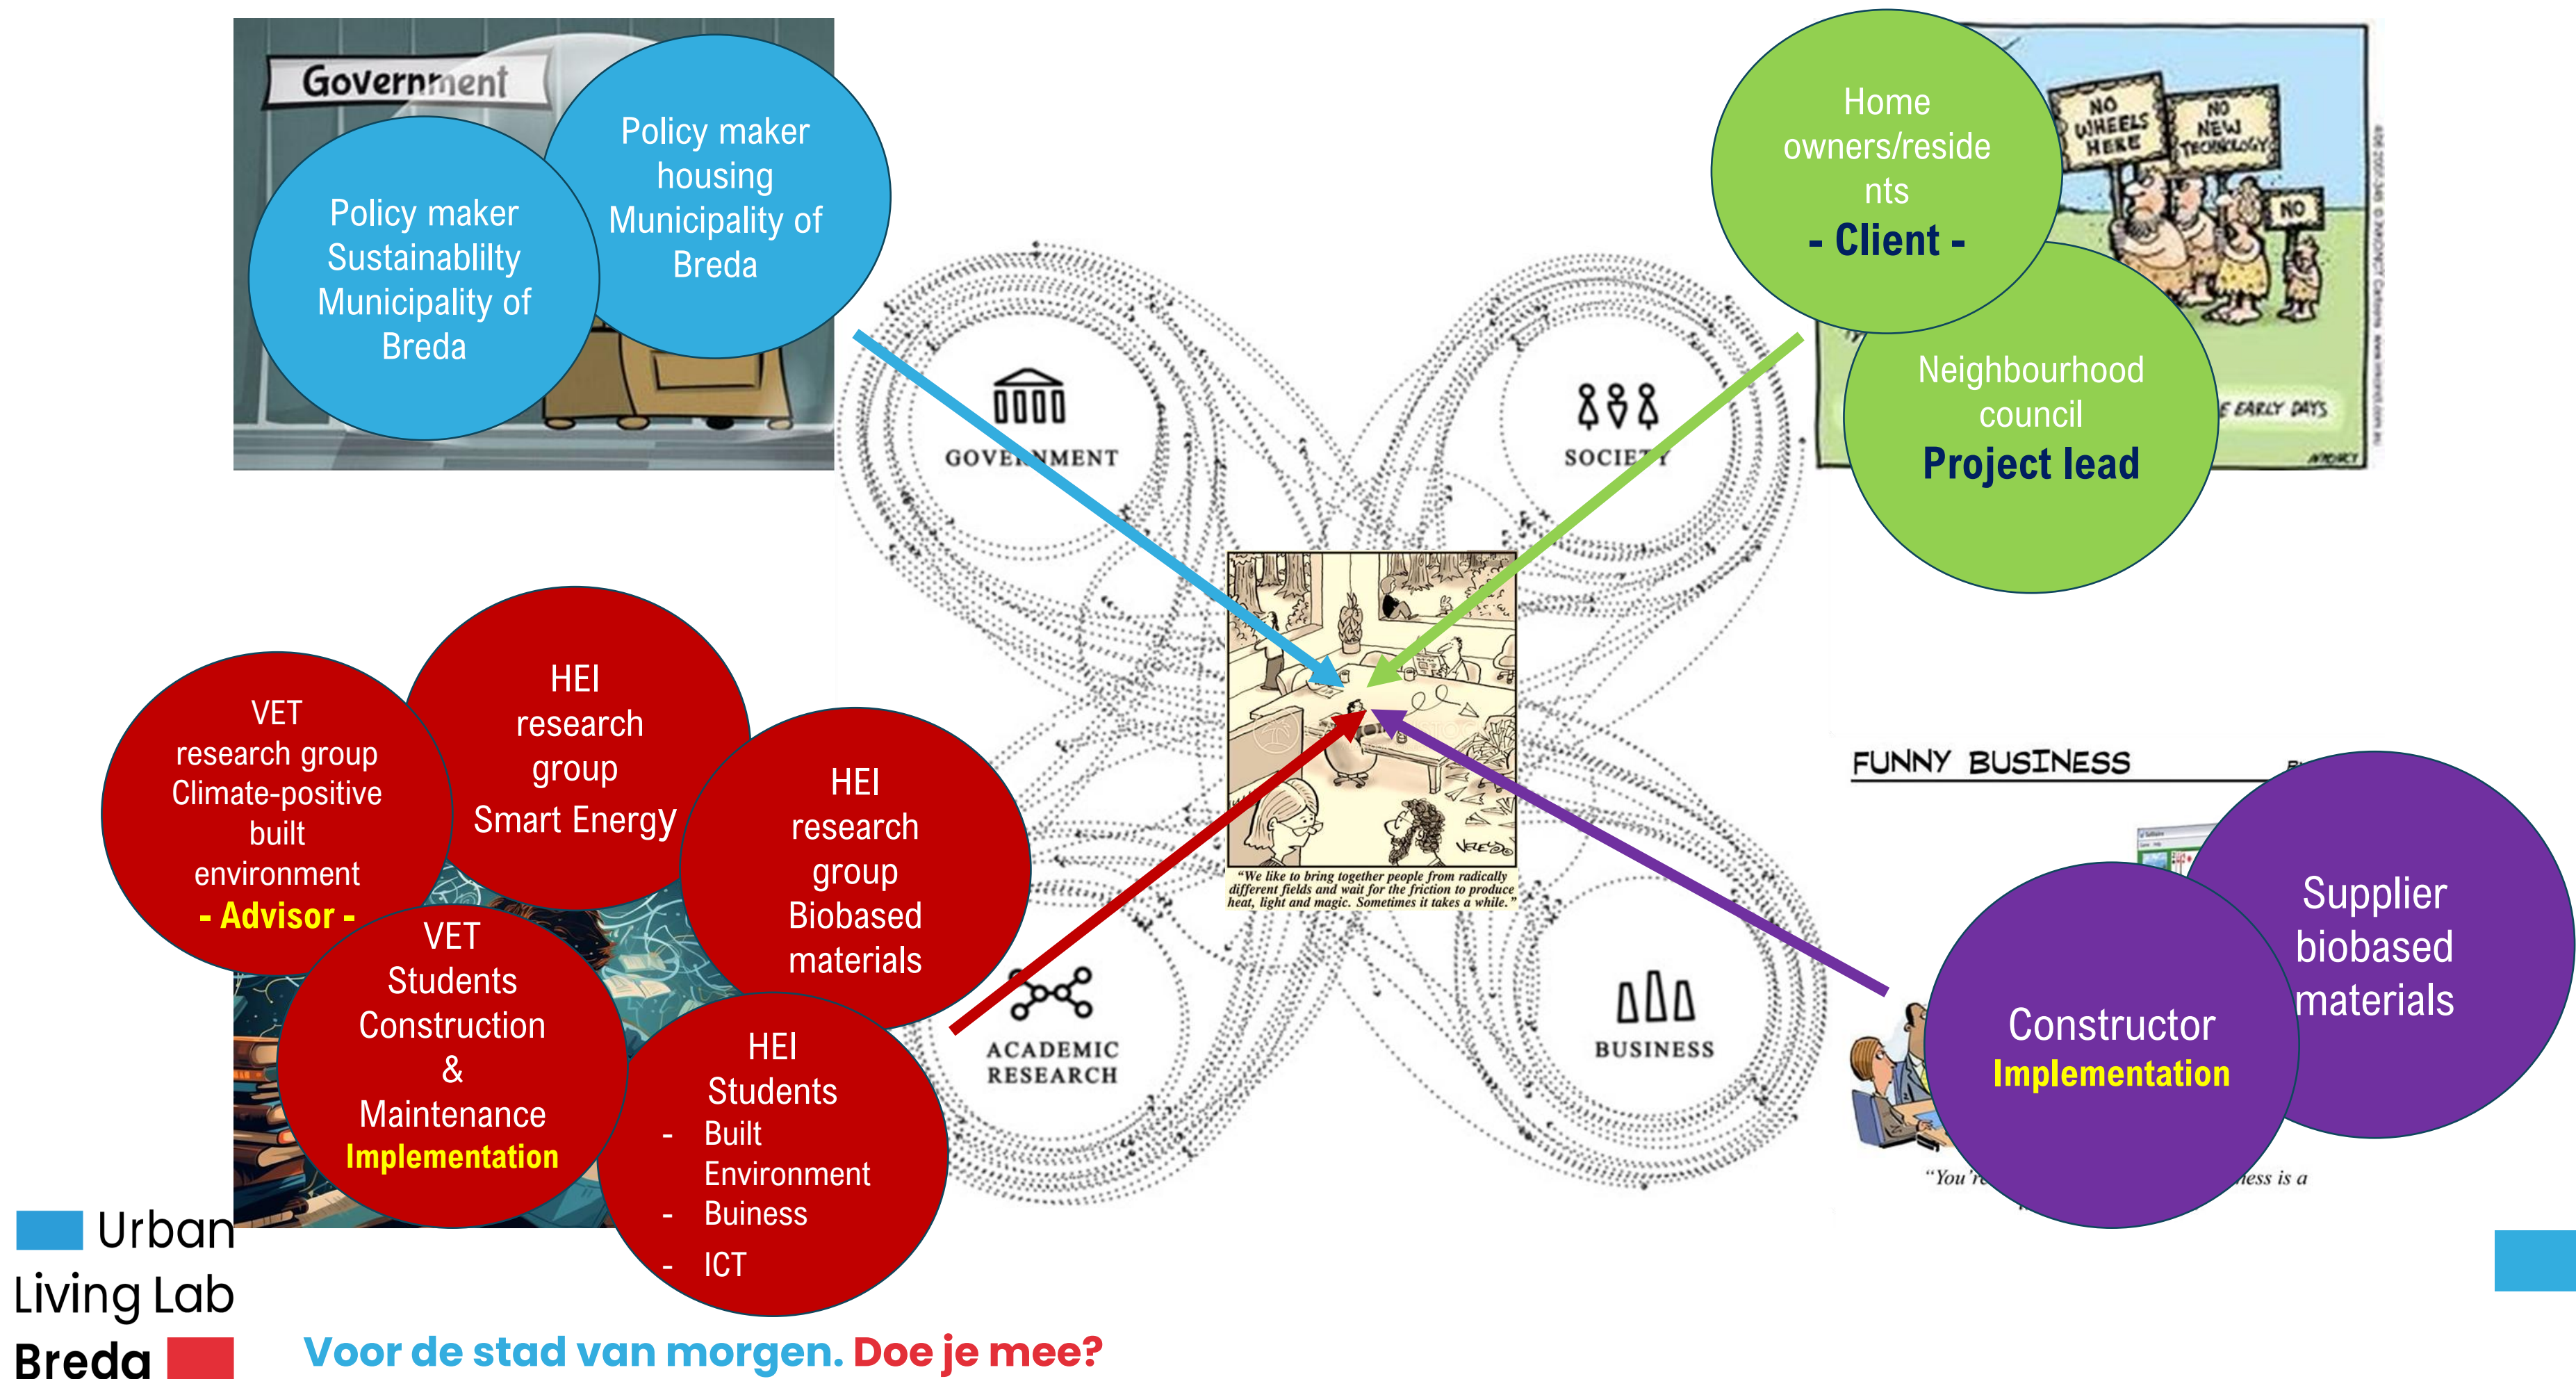 Government
Policy maker
housing
Municipality of
Breda
Policy maker
Sustainablilty
Municipality of
Breda
Home
owners/reside
nts
- Client -
NO
WHEELS
HERE
NO
NEW
TECHNOLOGY
NO
Neighbourhood
council
Project lead
E EARLY DAYS
GOVERNMENT
SOCIETY
VET
research group
Climate-positive
built
environment
- Advisor -
HEI
research
group
Smart Energy
HEI
research
group
Biobased
materials
VET
Students
Construction
&
Maintenance
Implementation
HEI
Students
- Built
Environment
- Buiness
- ICT
"We like to bring together people from radically
different fields and wait for the friction to produce
heat, light and magic. Sometimes it takes a while."
ACADEMIC
RESEARCH
BUSINESS
FUNNY BUSINESS
Supplier
biobased
materials
Constructor
Implementation
"You're
ness is a
Urban
Living Lab
Breda
Voor de stad van morgen. Doe je mee?